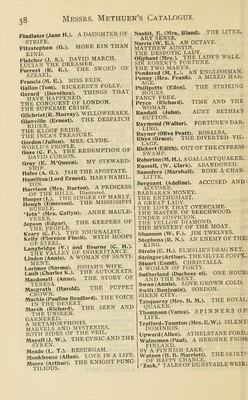 38 MESSRS. METHUEN'S CATALOGUE
Findlater (Jane H.). A DAUGHTER OF
STRIFE.
Fitzstephen (G.). MORE KIN THAN
KIND.
Fletcher (J. S.). DAVID MARCH.
LUCIAN THE DREAMER.
Forrest (R. E.). THE SWORD OF
AZRAEL.
Francis (M. E.). MISS ERIN.
Gallon (Tom). RICKERBY'S FOLLY.
Gerard (Dorothea). THINGS THAT
HAVE HAPPENED.
THE CONQUEST OF LONDON.
THE SUPREME CRIME.
Gilchrist (R. Murray). WILLOWBRAKE.
Glanville (Ernest). THE DESPATCH
RIDER.
THE KLOOF BRIDE.
THE INCA'S TREASURE.
Gordon (Julien). MRS. CLYDE.
WORLD'S PEOPLE.
Goss (C. F.). THE REDEMPTION OF
DAVID CORSON.
Gray (E. M'Queen). MY STEWARD-
SHIP.
Hales (A. G.). JAIR THE APOSTATE.
Hamilton (Lord Ernest). MARY HAMIL-
TON.
Harrison (Mrs. Burton). A PRINCESS
OF THE HILLS. Illustrated.
Hooper (I.). THE SINGER OF MARLY.
Hough (Emerson). THE MISSISSIPPI
BUBBLE.
'Iota' (Mrs. Caffyn). ANNE MAULE-
VERER.
Jepson (Edgar). THE KEEPERS OF
THE PEOPLE.
Keary (C. F.). THE JOURNALIST.
Kelly (Florence Finch). WITH HOOPS
OF STEEL.
Langbridge (V.) and Bourne (C. H.).
THE VALLEY OF INHERITANCE.
Linden (Annie). A WOMAN OF SENTI-
MENT.
Lorimer (Norma). JOSIAH'S WIFE.
Lush (Charles K.). THE AUTOCRATS.
Macdonell (Anne). THE STORY OF
TERESA.
Macgrath (Harold). THE PUPPET
CROWN.
Mackie (Pauline Bradford). THE VOICE
IN THE DESERT.
Marsh (Richard). THE SEEN AND
THE UNSEEN.
GARNERED.
A METAMORPHOSIS.
MARVELS AND MYSTERIES.
BOTH SIDES OF THE VEIL.
Mayall (J. W.). THE CYNIC AND THE
SYREN.
Meade (L. T.). RESURGAM.
Monkhouse (Allan). LOVE IN A LIFE.
Moore (Arthur). THE KNIGHT PUNC-
TILIOUS.
Nesbit, E. (Mrs. Bland). THE LITER-
ARY SENSE.
Norris (W. E.). AN OCTAVE.
MATTHEW AUSTIN.
THE DESPOTIC LADY.
Oliphant (Mrs.). THE LADY'S WALK.
SIR ROBERT'S FORTUNE.
THE TWO MARY'S.
Pendered (M. L.). AN ENGLISHMAN.
Penny (Mrs. Frank). A MIXED MAR-
AGE.
Phillpotts (Eden). THE STRIKING
HOURS.
FANCY FREE.
Pryce (Richard). TIME AND THE
WOMAN.
Randall (John). AUNT BETHIA'S
BUTTON.
Raymond (Walter). FORTUNE'S DAR-
LING.
Rayner (Olive Pratt). ROSALBA.
Rhys (Grace). THE DIVERTED VIL-
LAGE.
Rickert (Edith). OUT OF THE CYPRESS
SWAMP.
Roberton (M. H.). A GALLANT QUAKER.
Russell (W. Clark). ABANDONED.
Saunders (Marshall). ROSE À CHAR-
LITTE.
Sergeant (Adeline). ACCUSED AND
ACCUSER.
BARBARA'S MONEY.
THE ENTHUSIAST.
A GREAT LADY.
THE LOVE THAT OVERCAME.
THE MASTER OF BEECHWOOD.
UNDER SUSPICION.
THE YELLOW DIAMOND.
THE MYSTERY OF THE MOAT.
Shannon (W. F.). JIM TWELVES.
Stephens (R. N.). AN ENEMY OF THE
KING.
Strain (E. H.). ELMSLIE'S DRAG NET.
Stringer (Arthur). THE SILVER POPPY.
Stuart (Esmè). CHRISTALLA.
A WOMAN OF FORTY.
Sutherland (Duchess of). ONE HOUR
AND THE NEXT.
Swan (Annie). LOVE GROWN COLD.
Swift (Benjamin). SORDON.
SIREN CITY.
Tanqueray (Mrs. B. M.). THE ROYAL
QUAKER.
Thompson (Vance). SPINNERS OF
LIFE.
Trafford-Taunton (Mrs. E. W.). SILENT
DOMINION.
Upward (Allen). ATHELSTANE FORD.
Waineman (Paul). A HEROINE FROM
FINLAND.
BY A FINNISH LAKE.
Watson (H. B. Marriott). THE SKIRTS
OF HAPPY CHANCE.
'Zack.' TALES OF DUNSTABLE WEIR.